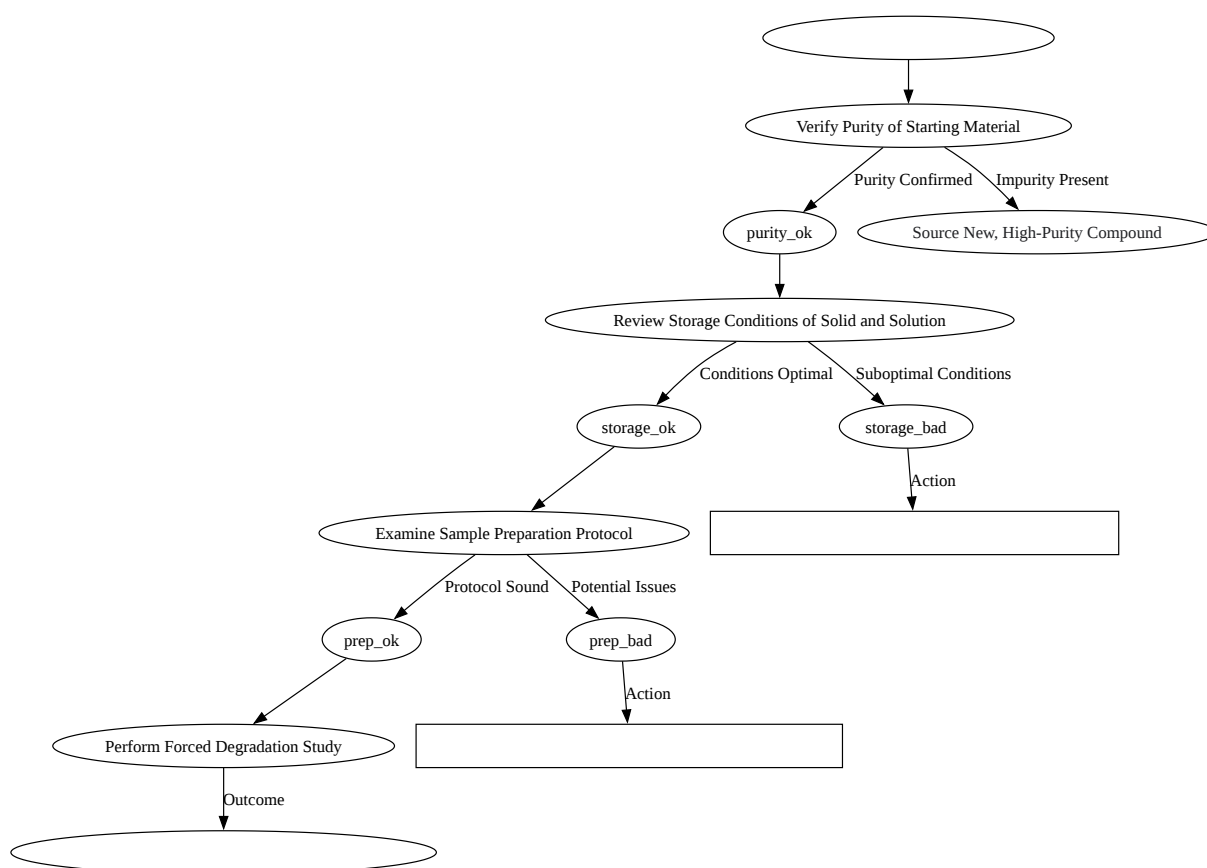 Verify Purity of Starting Material
Purity Confirmed
Impurity Present
purity_ok
Source New, High-Purity Compound
Review Storage Conditions of Solid and Solution
Conditions Optimal
Suboptimal Conditions
storage_ok
storage_bad
Action
Examine Sample Preparation Protocol
Protocol Sound
Potential Issues
prep_ok
prep_bad
Action
Perform Forced Degradation Study
Outcome